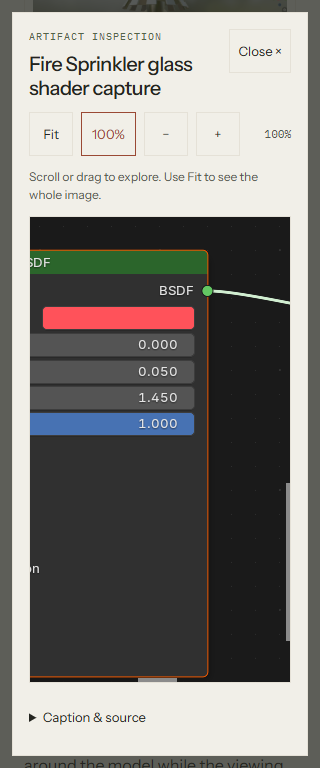 ARTIFACT INSPECTION
Fire Sprinkler glass
shader capture
Close ×
Fit
100%
−
+
100%
Scroll or drag to explore. Use Fit to see the
whole image.
SDF
BSDF
0.000
0.050
1.450
1.000
on
▶ Caption & source
around the model while the viewing